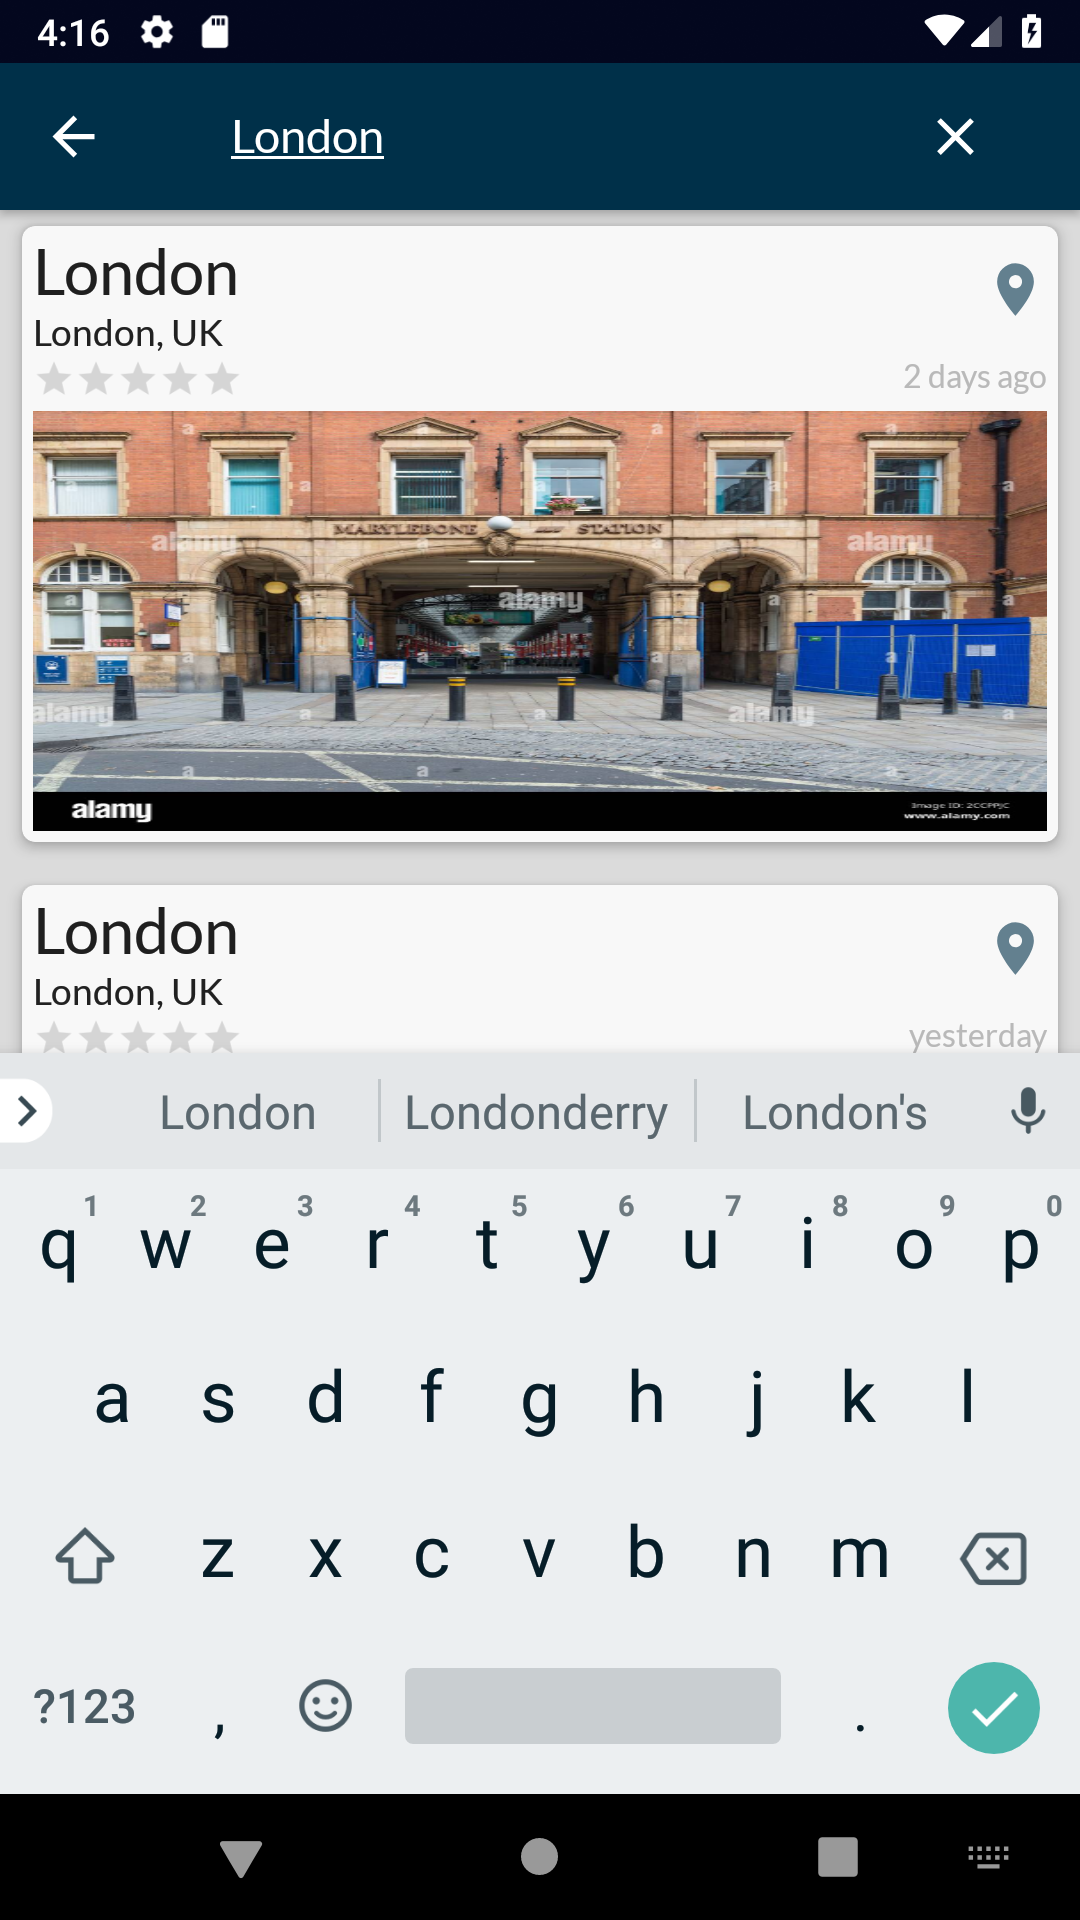 4:16
London
London
London, UK
2 days ago
MARYLEBONE STATION
alamy
alamy
alamy
alamy
alamy
alamy
Image ID: 2CCPPJC
www.alamy.com
London
London, UK
yesterday
London Londonderry London's
1 2 3 4 5 6 7 8 9 0
q w e r t y u i o p
a s d f g h j k l
z x c v b n m
?123 , .